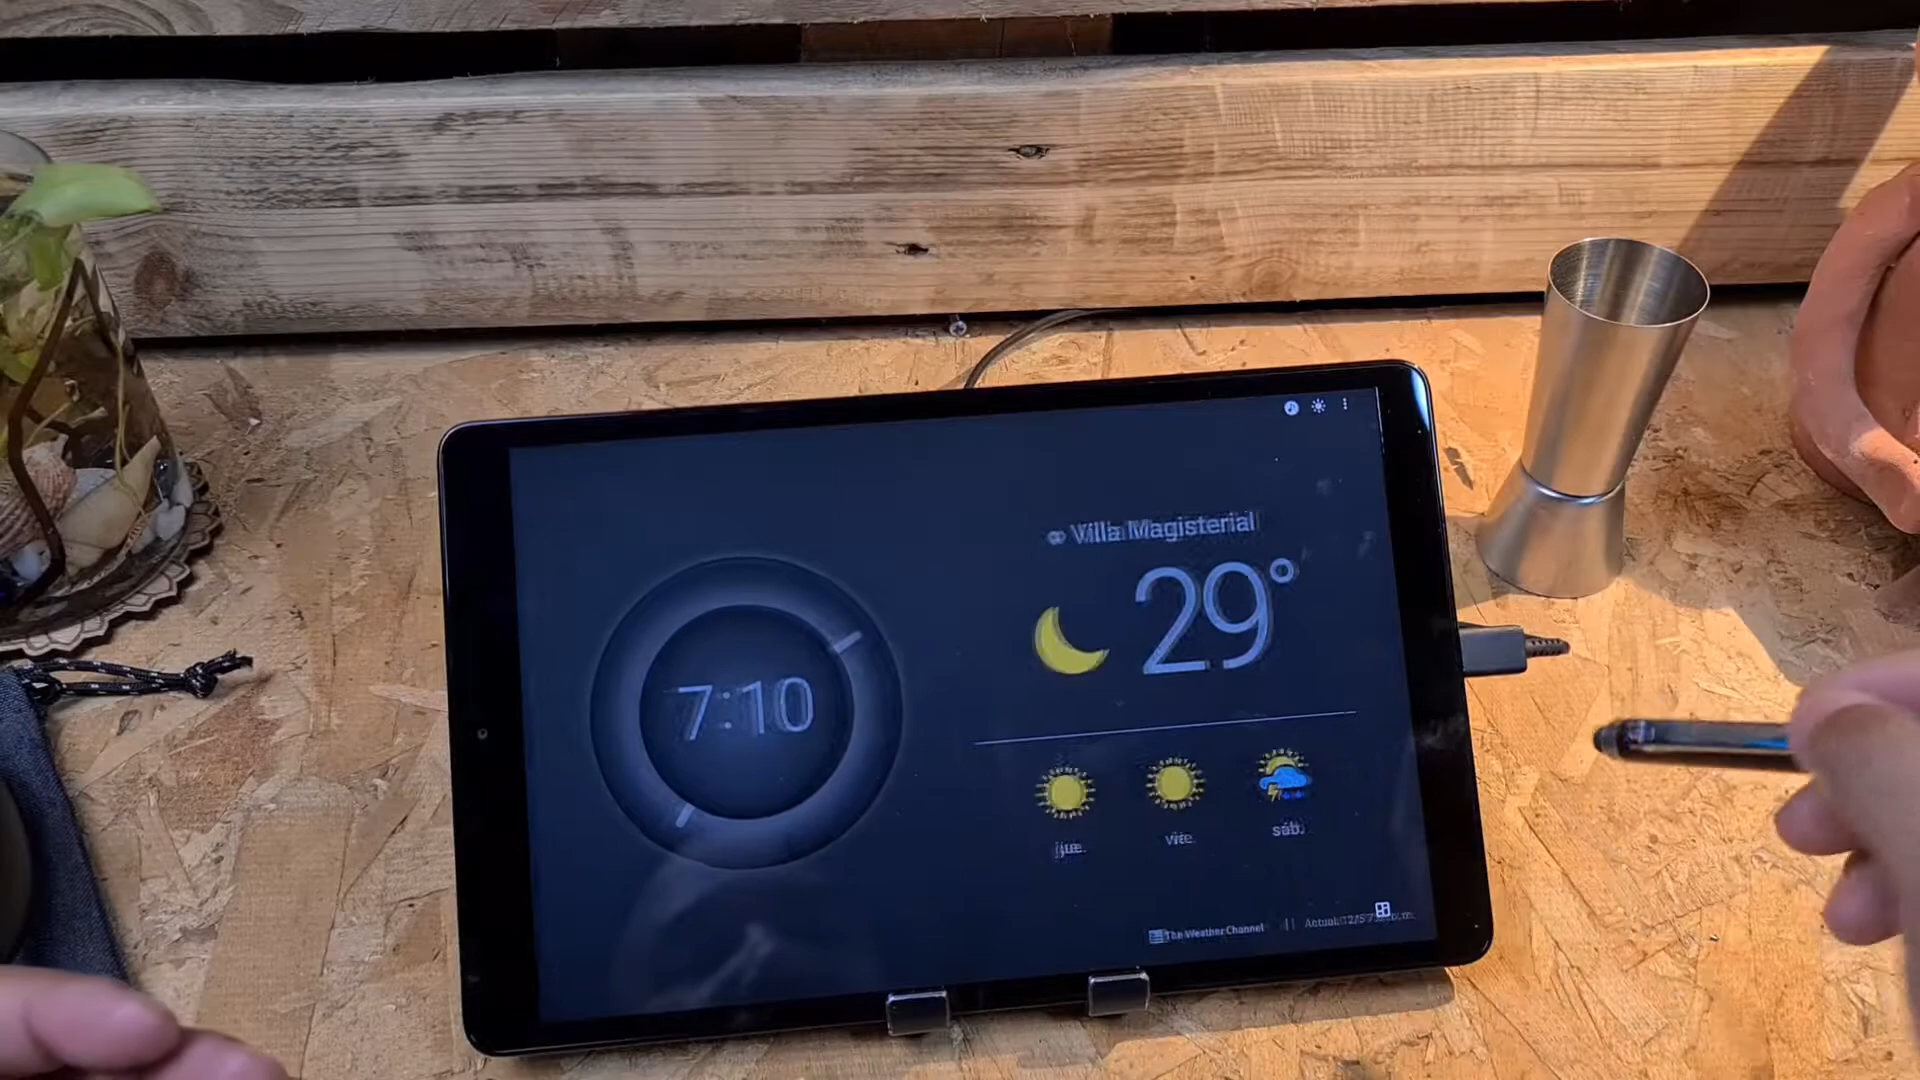 Villa Magisterial
29°
7:10
jue.
vie.
sáb.
The Weather Channel